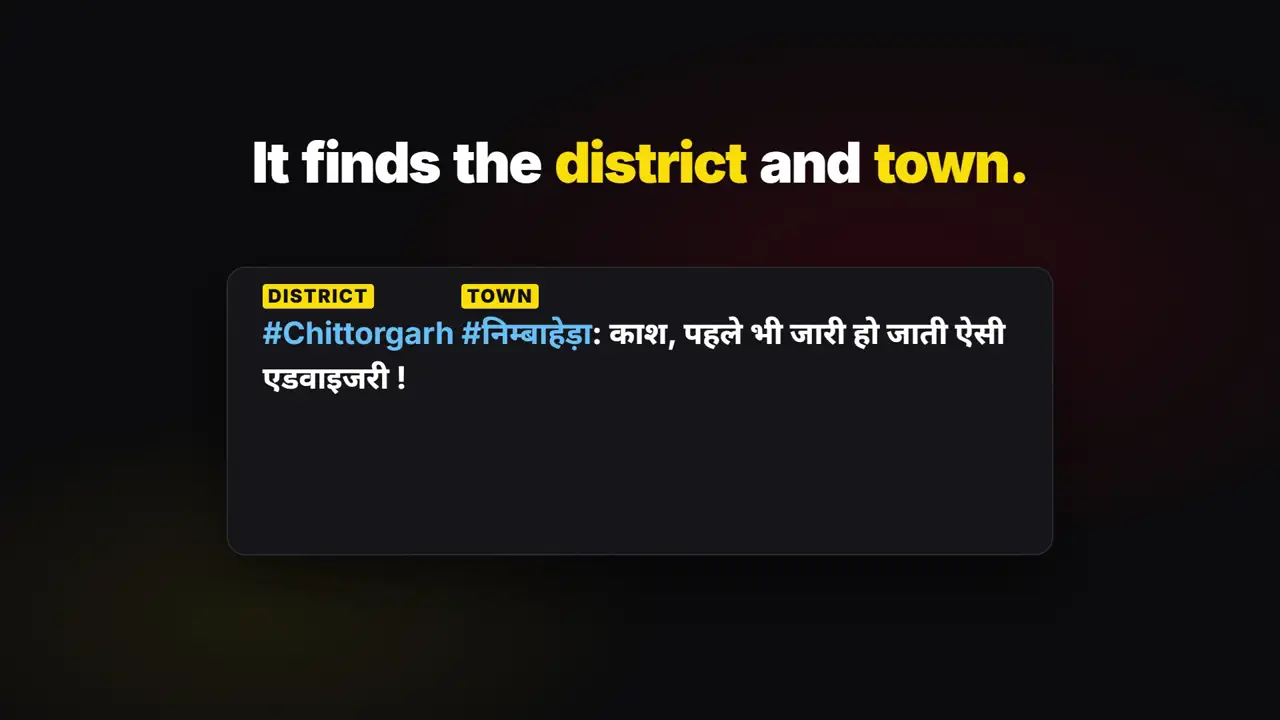 It finds the district and town.
DISTRICT TOWN
#Chittorgarh #निम्बाहेड़ा: काश, पहले भी जारी हो जाती ऐसी
एडवाइजरी !